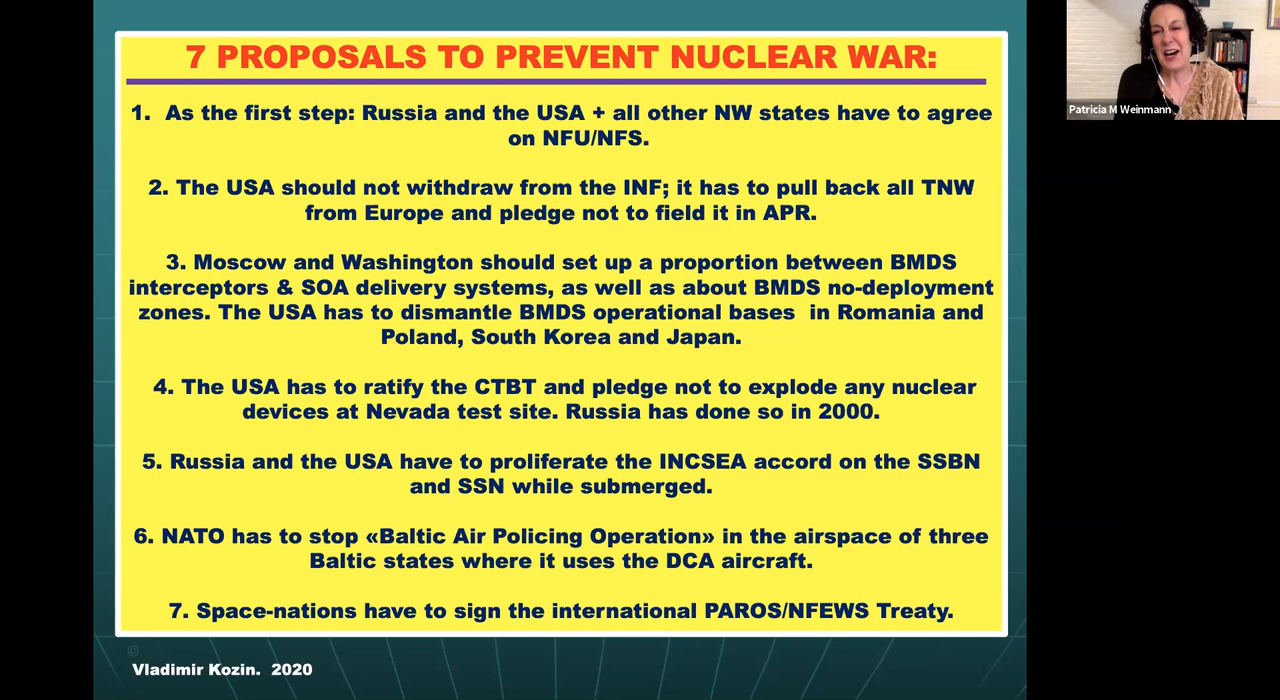 7 PROPOSALS TO PREVENT NUCLEAR WAR:
1. As the first step: Russia and the USA + all other NW states have to agree
on NFU/NFS.
2. The USA should not withdraw from the INF; it has to pull back all TNW
from Europe and pledge not to field it in APR.
3. Moscow and Washington should set up a proportion between BMDS
interceptors & SOA delivery systems, as well as about BMDS no-deployment
zones. The USA has to dismantle BMDS operational bases in Romania and
Poland, South Korea and Japan.
4. The USA has to ratify the CTBT and pledge not to explode any nuclear
devices at Nevada test site. Russia has done so in 2000.
5. Russia and the USA have to proliferate the INCSEA accord on the SSBN
and SSN while submerged.
6. NATO has to stop «Baltic Air Policing Operation» in the airspace of three
Baltic states where it uses the DCA aircraft.
7. Space-nations have to sign the international PAROS/NFEWS Treaty.
©
Vladimir Kozin. 2020
Patricia M Weinmann